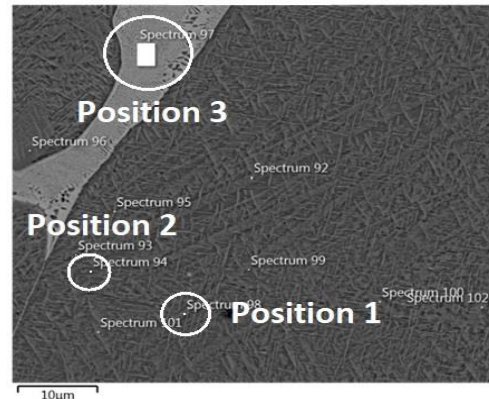 Spectrum 97
Position 3
Spectrum 96
Spectrum 92
Spectrum 95
Position 2
Spectrum 93
Spectrum 94
Spectrum 99
Spectrum 100
Spectrum 102
Spectrum 98
Position 1
Spectrum 101
10µm